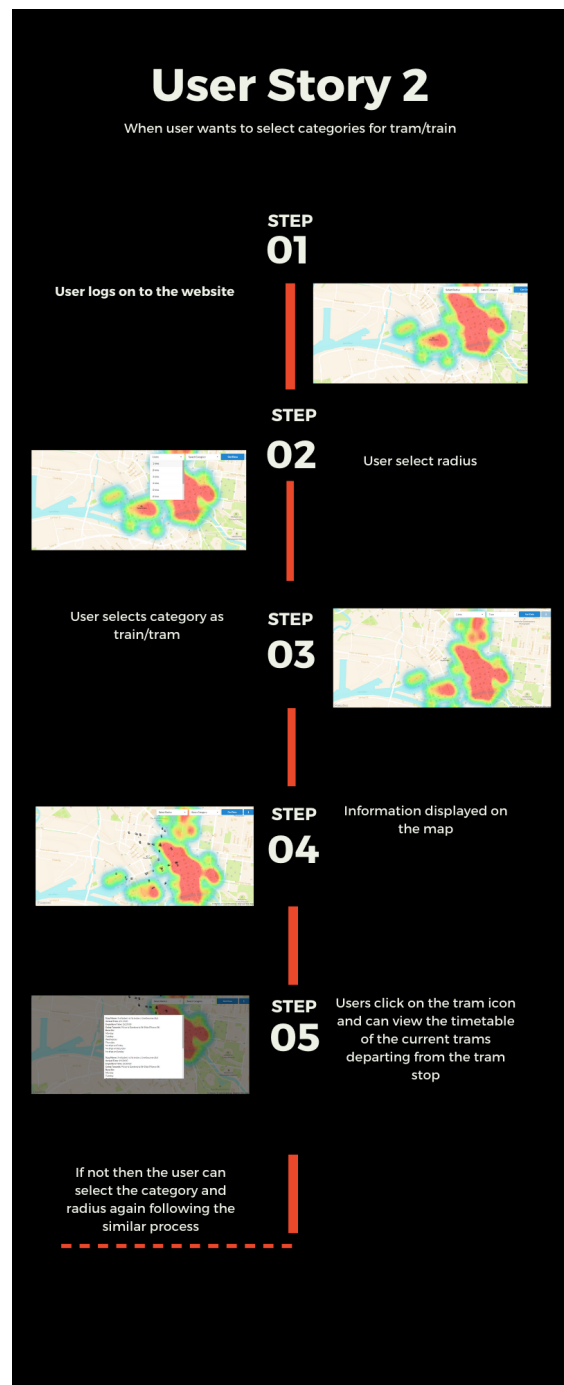 User Story 2
When user wants to select categories for tram/train
STEP
01
User logs on to the website
STEP
02
User select radius
User selects category as
train/tram
STEP
03
STEP
04
Information displayed on
the map
STEP
05
Users click on the tram icon
and can view the timetable
of the current trams
departing from the tram
stop
If not then the user can
select the category and
radius again following the
similar process